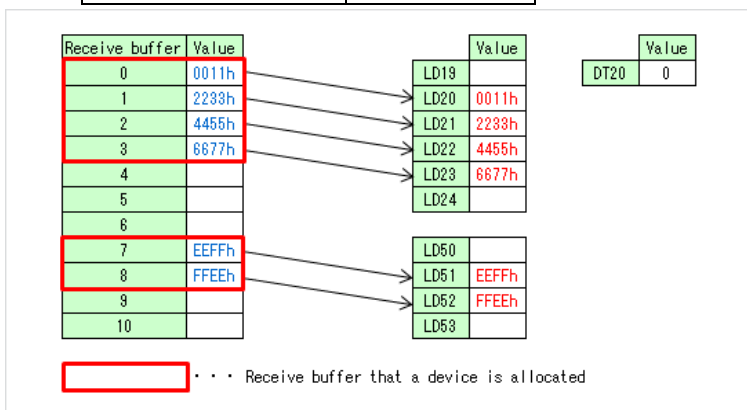 Receive buffer Value Value Value
0 0011h LD19 DT20 0
1 2233h LD20 0011h
2 4455h LD21 2233h
3 6677h LD22 4455h
4 LD23 6677h
5 LD24
6
7 EEFFh LD50
8 FFEEh LD51 EEFFh
9 LD52 FFEEh
10 LD53
・・・ Receive buffer that a device is allocated